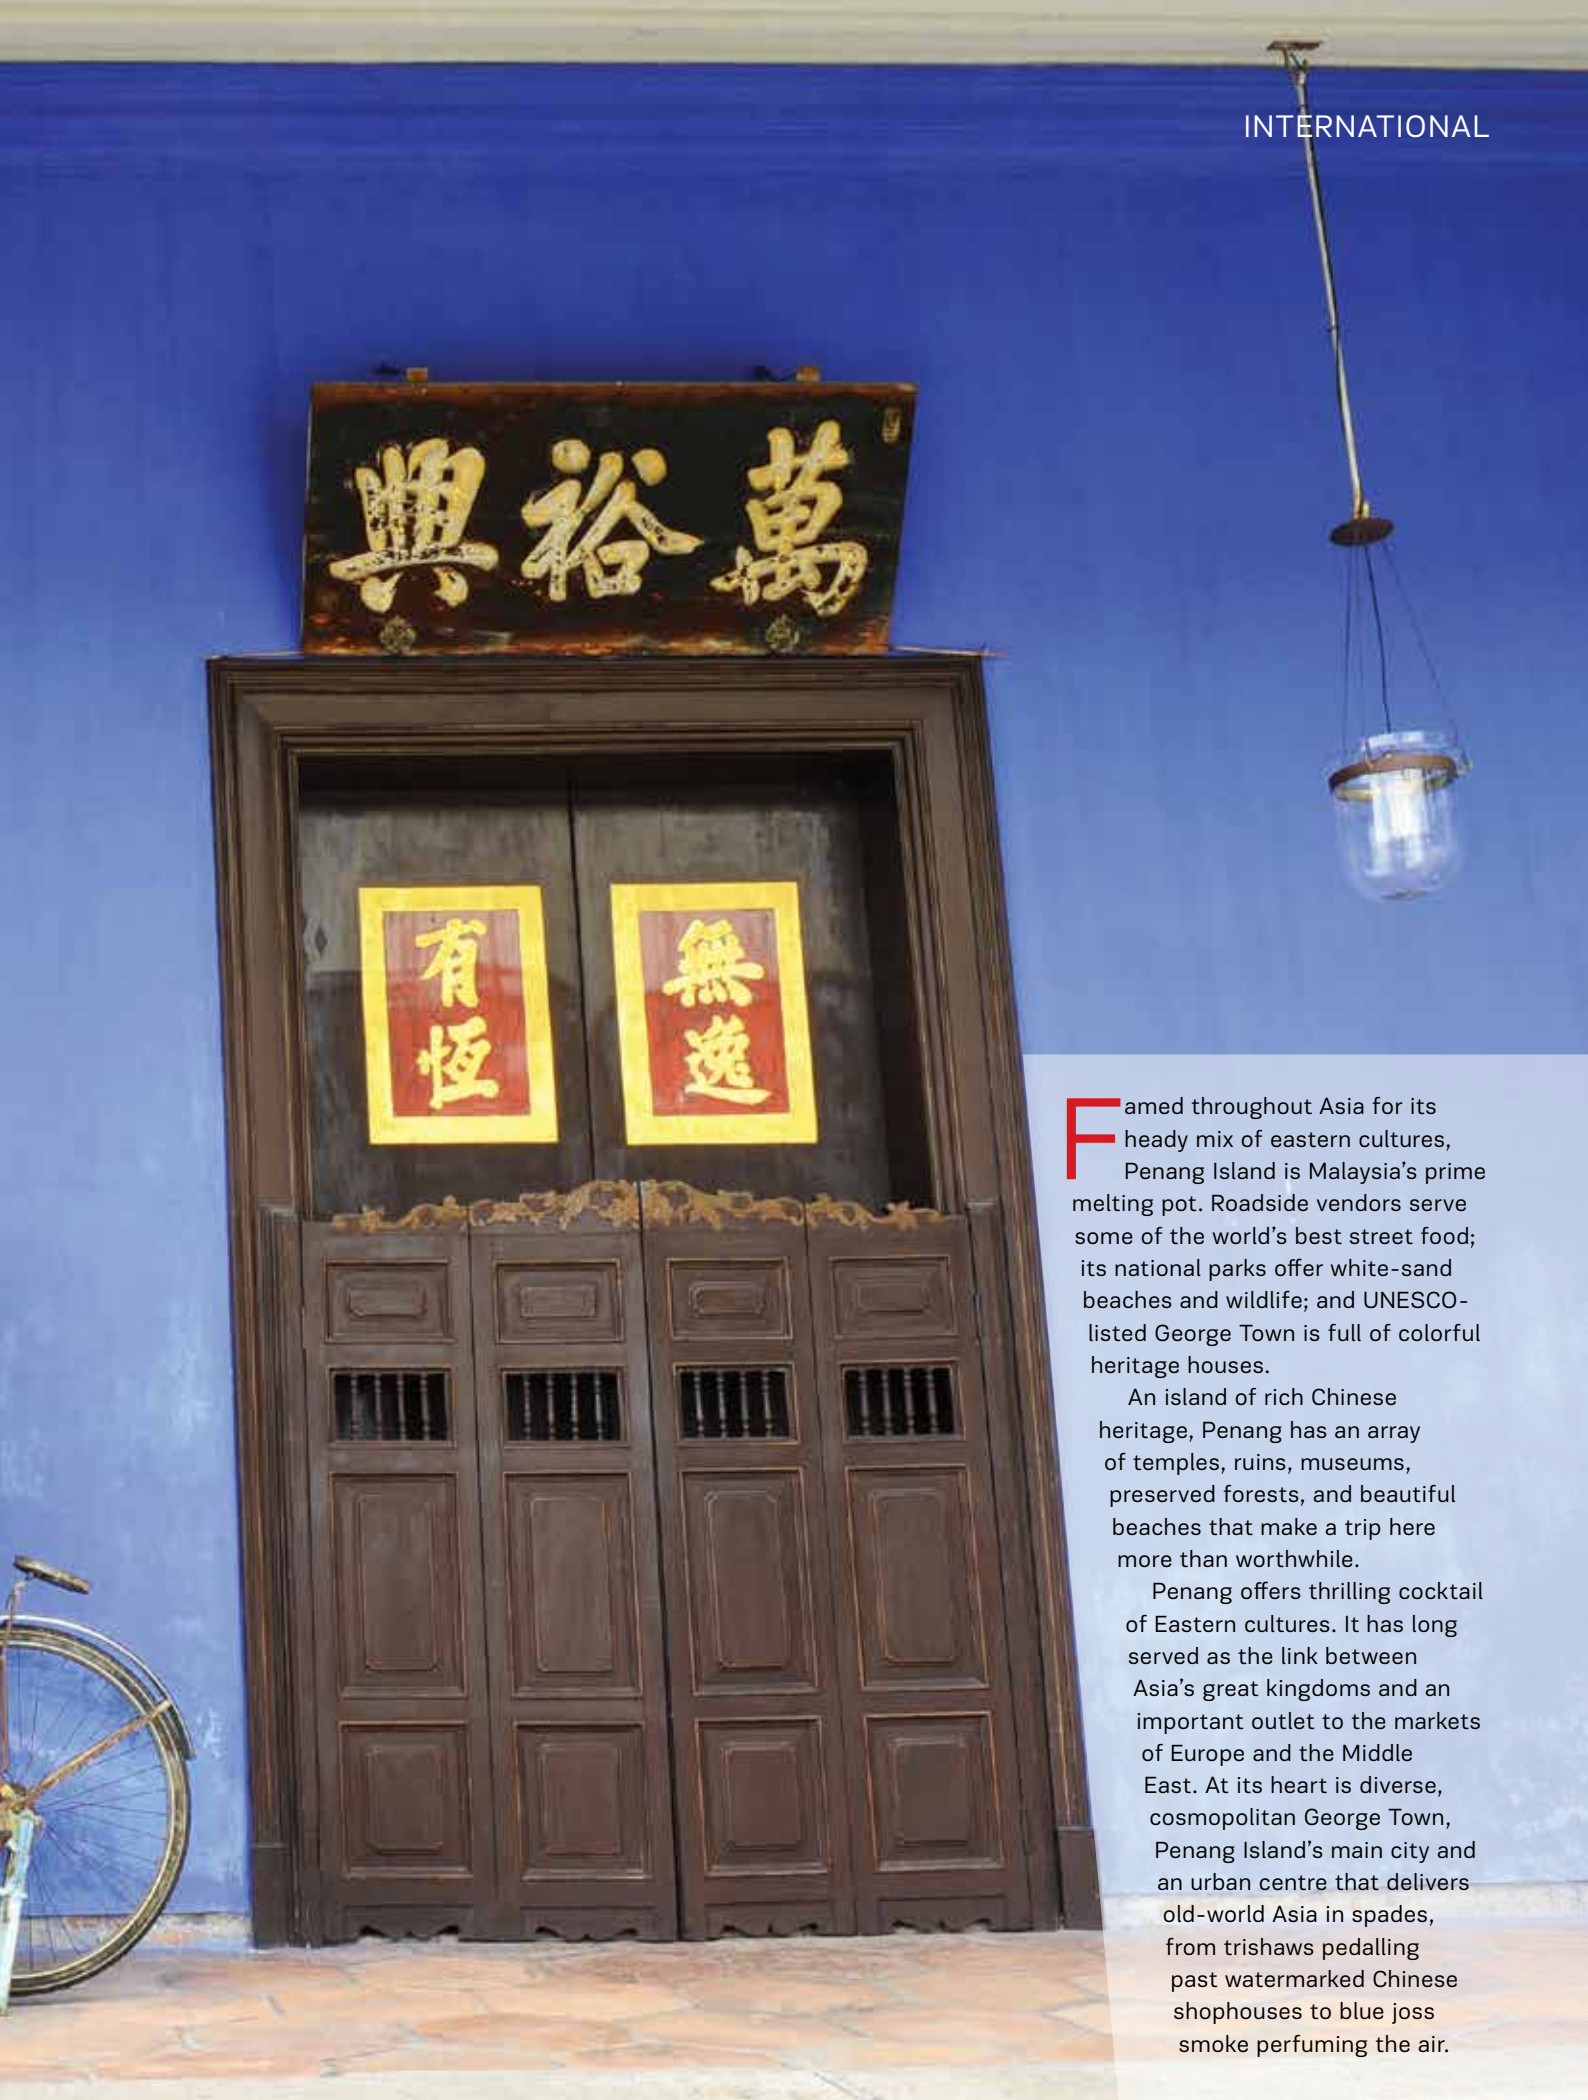 INTERNATIONAL
萬裕興
無逸
有恆
Famed throughout Asia for its
heady mix of eastern cultures,
Penang Island is Malaysia’s prime
melting pot. Roadside vendors serve
some of the world’s best street food;
its national parks offer white-sand
beaches and wildlife; and UNESCO-
listed George Town is full of colorful
heritage houses.
An island of rich Chinese
heritage, Penang has an array
of temples, ruins, museums,
preserved forests, and beautiful
beaches that make a trip here
more than worthwhile.
Penang offers thrilling cocktail
of Eastern cultures. It has long
served as the link between
Asia’s great kingdoms and an
important outlet to the markets
of Europe and the Middle
East. At its heart is diverse,
cosmopolitan George Town,
Penang Island’s main city and
an urban centre that delivers
old-world Asia in spades,
from trishaws pedalling
past watermarked Chinese
shophouses to blue joss
smoke perfuming the air.